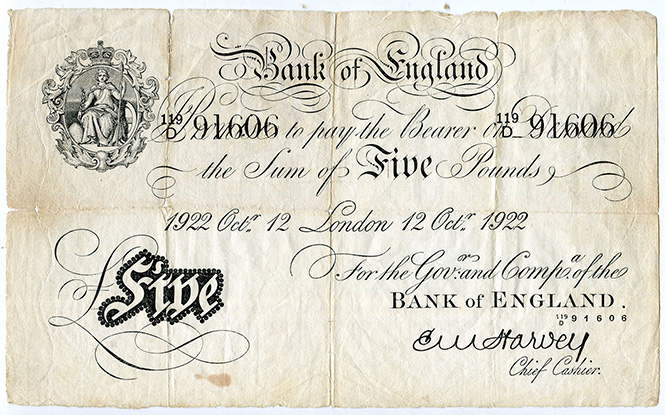 Bank of England
119/D 91606 119/D 91606
I Promise to pay the Bearer on Demand
the Sum of Five Pounds
1922 Octr. 12 London 12 Octr. 1922
For the Govr. and Compa. of the
BANK of ENGLAND.
119/D 91606
£Five
E M Harvey
Chief Cashier.